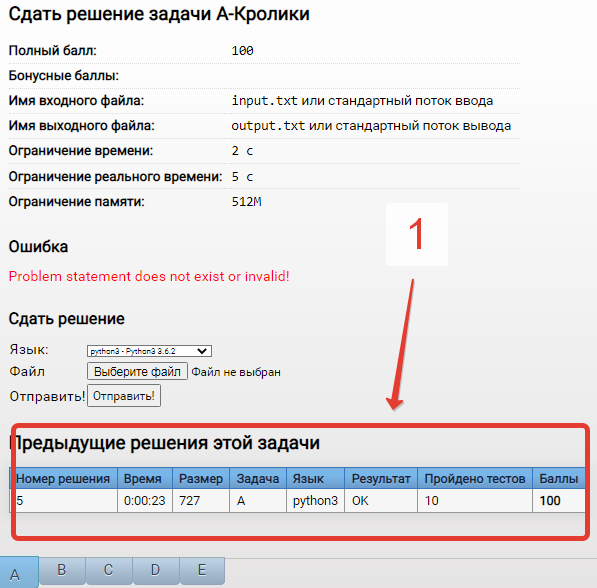 Сдать решение задачи A-Кролики
Полный балл: 100
Бонусные баллы:
Имя входного файла: input.txt или стандартный поток ввода
Имя выходного файла: output.txt или стандартный поток вывода
Ограничение времени: 2 с
Ограничение реального времени: 5 с
Ограничение памяти: 512M
1
Ошибка
Problem statement does not exist or invalid!
Сдать решение
Язык: python3 - Python3 3.6.2
Файл Выберите файл Файл не выбран
Отправить! Отправить!
Предыдущие решения этой задачи
Номер решения Время Размер Задача Язык Результат Пройдено тестов Баллы
5 0:00:23 727 A python3 OK 10 100
A B C D E